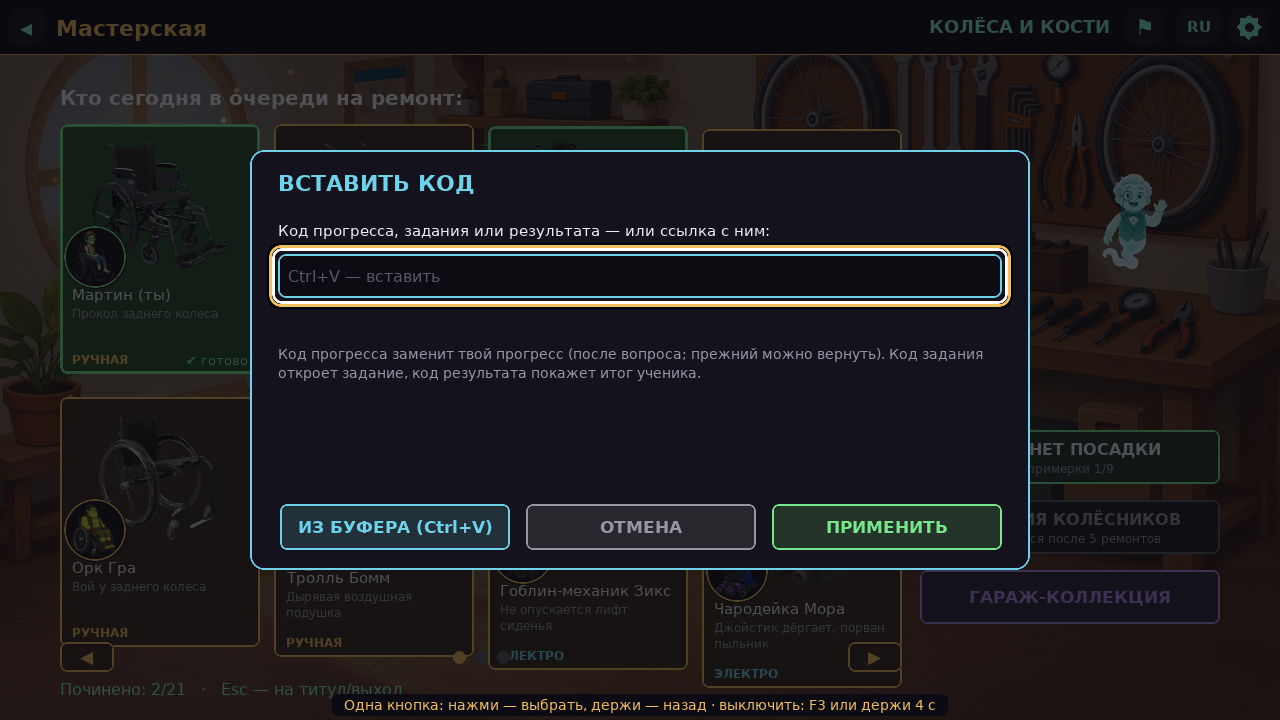 Мастерская
КОЛЁСА И КОСТИ
RU
Кто сегодня в очереди на ремонт:
ВСТАВИТЬ КОД
Код прогресса, задания или результата — или ссылка с ним:
Ctrl+V — вставить
Код прогресса заменит твой прогресс (после вопроса; прежний можно вернуть). Код задания
откроет задание, код результата покажет итог ученика.
ИЗ БУФЕРА (Ctrl+V)
ОТМЕНА
ПРИМЕНИТЬ
Мартин (ты)
Прокол заднего колеса
РУЧНАЯ
✔ готово
Орк Гра
Вой у заднего колеса
РУЧНАЯ
Тролль Бомм
Дырявая воздушная
подушка
РУЧНАЯ
Гоблин-механик Зикс
Не опускается лифт
сиденья
ЛЕКТРО
Чародейка Мора
Джойстик дёргает, порван
пыльник
ЭЛЕКТРО
НЕТ ПОСАДКИ
примерки 1/9
Я КОЛЁСНИКОВ
ся после 5 ремонтов
ГАРАЖ-КОЛЛЕКЦИЯ
Починено: 2/21 · Esc — на титул/выход
Одна кнопка: нажми — выбрать, держи — назад · выключить: F3 или держи 4 с